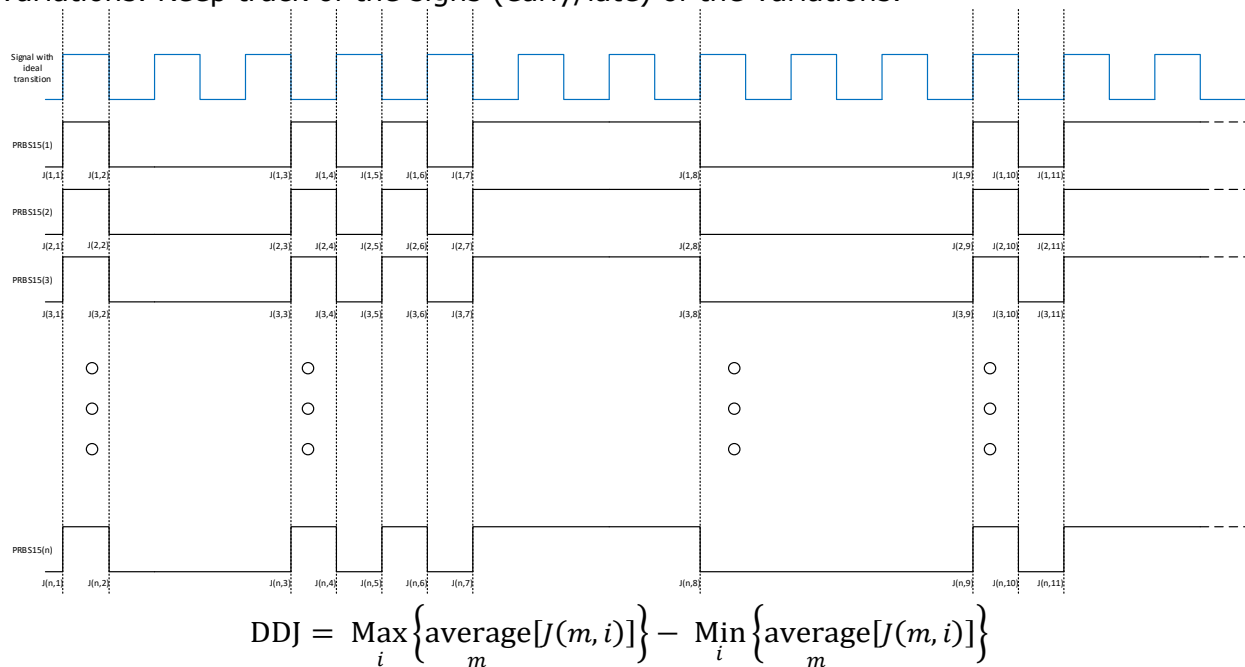 variations. Keep track of the signs (early/late) of the variations.
Signal with
ideal
transition
PRBS15(1)
J(1,1) J(1,2) J(1,3) J(1,4) J(1,5) J(1,6) J(1,7) J(1,8) J(1,9) J(1,10) J(1,11)
PRBS15(2)
J(2,1) J(2,2) J(2,3) J(2,4) J(2,5) J(2,6) J(2,7) J(2,8) J(2,9) J(2,10) J(2,11)
PRBS15(3)
J(3,1) J(3,2) J(3,3) J(3,4) J(3,5) J(3,6) J(3,7) J(3,8) J(3,9) J(3,10) J(3,11)
PRBS15(n)
J(n,1) J(n,2) J(n,3) J(n,4) J(n,5) J(n,6) J(n,7) J(n,8) J(n,9) J(n,10) J(n,11)
DDJ = Max{average[J(m, i)]} − Min{average[J(m, i)]}
i m i m